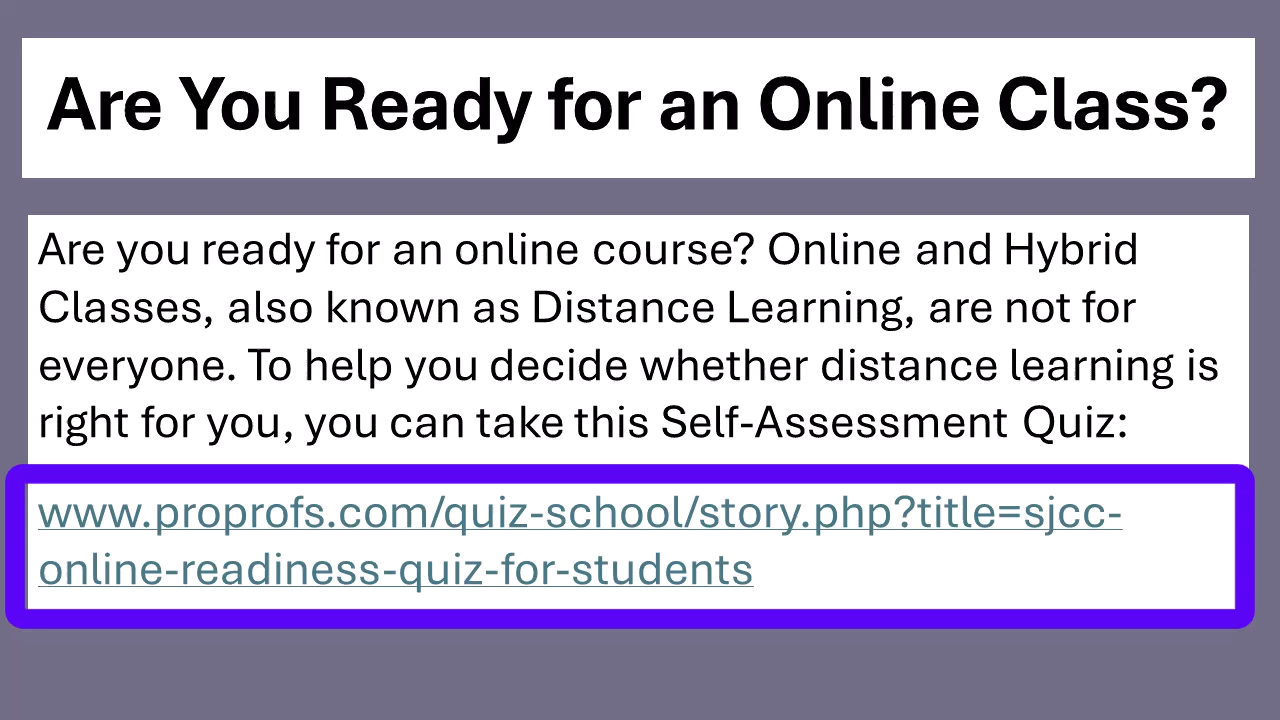 Are You Ready for an Online Class?
Are you ready for an online course? Online and Hybrid
Classes, also known as Distance Learning, are not for
everyone. To help you decide whether distance learning is
right for you, you can take this Self-Assessment Quiz:
www.proprofs.com/quiz-school/story.php?title=sjcc-
online-readiness-quiz-for-students